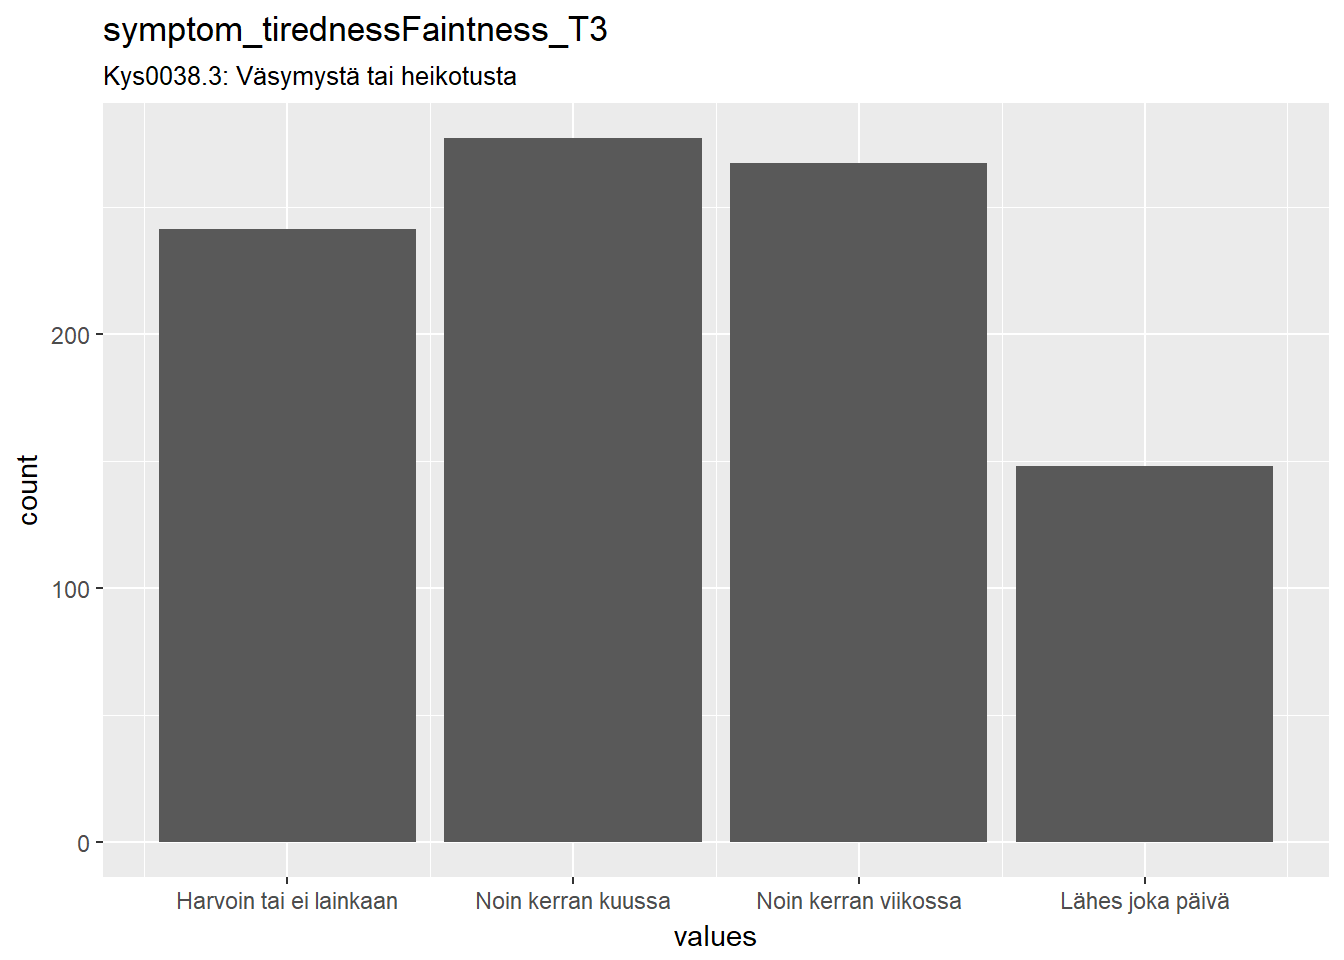 symptom_tirednessFaintness_T3
Kys0038.3: Väsymystä tai heikotusta
count
200
100
0
Harvoin tai ei lainkaan
Noin kerran kuussa
Noin kerran viikossa
Lähes joka päivä
values